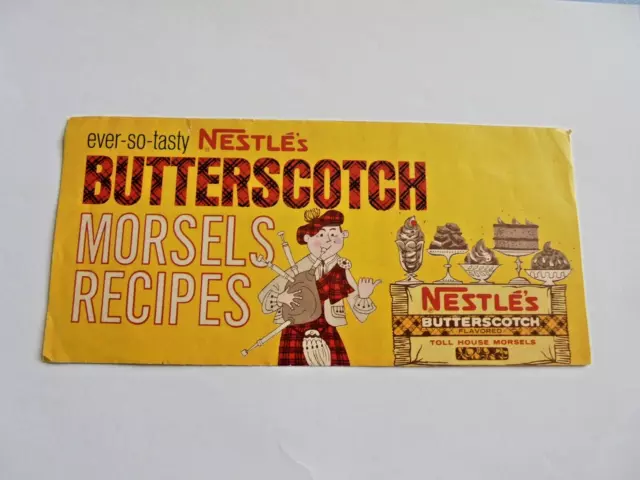 ever-so-tasty NESTLÉ'S
BUTTERSCOTCH
MORSELS
RECIPES
NESTLÉ'S
BUTTERSCOTCH
FLAVORED
TOLL HOUSE MORSELS